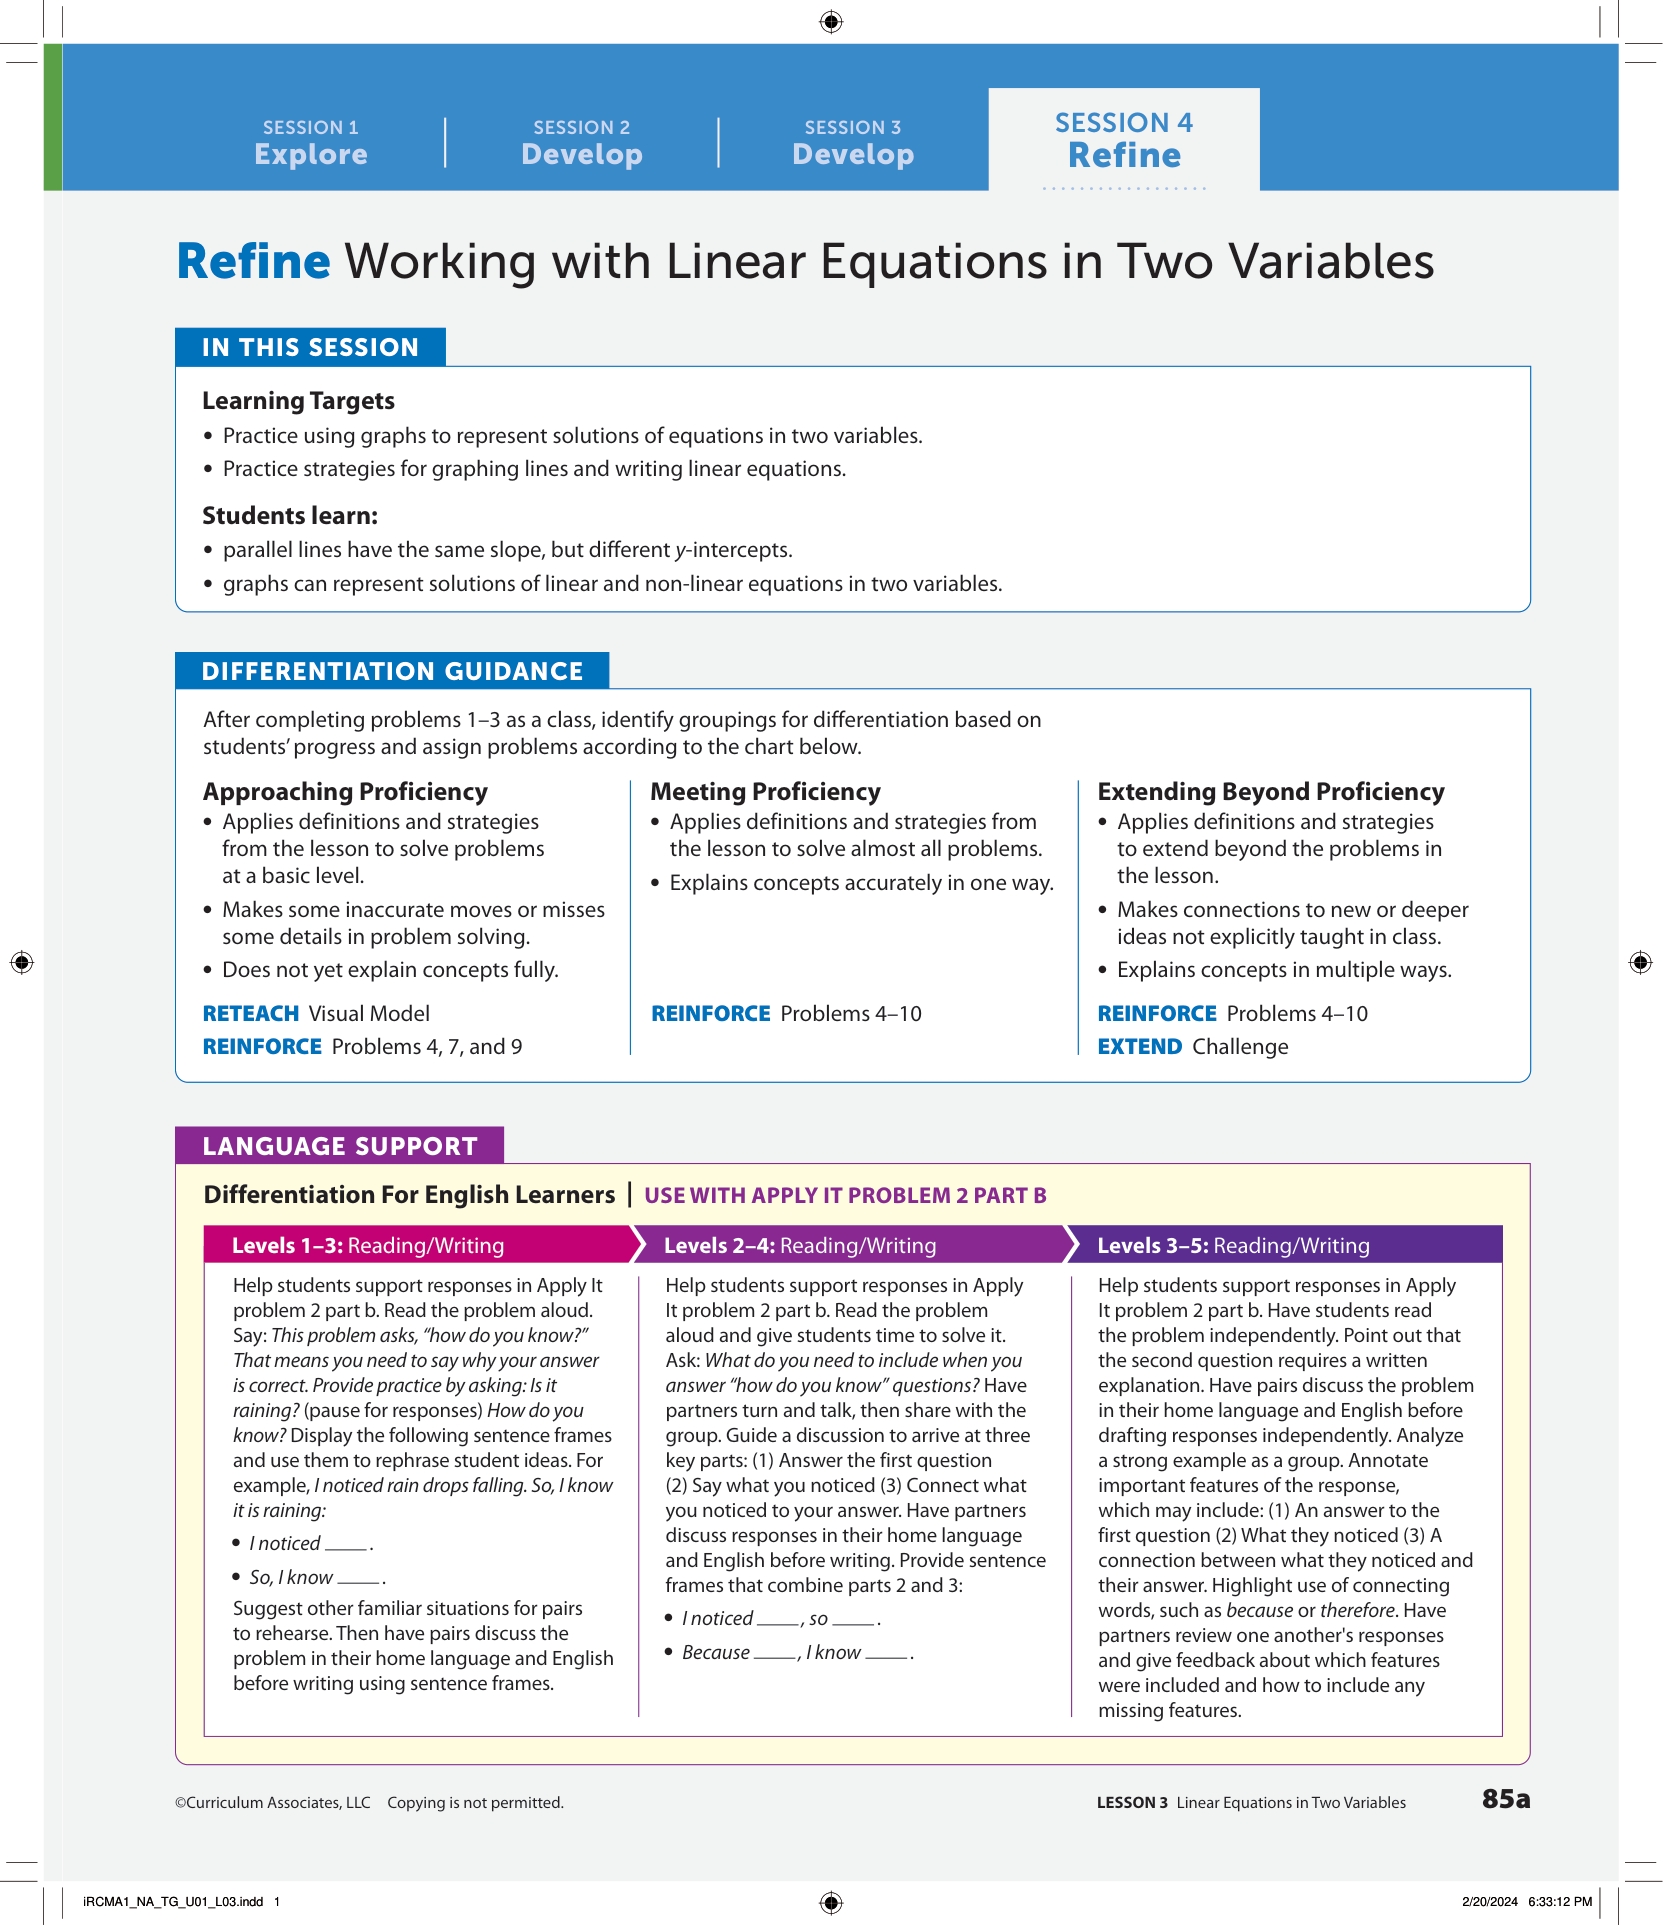 SESSION 1
Explore
SESSION 2
Develop
SESSION 3
Develop
SESSION 4
Refine
Refine Working with Linear Equations in Two Variables
IN THIS SESSION
Learning Targets
• Practice using graphs to represent solutions of equations in two variables.
• Practice strategies for graphing lines and writing linear equations.
Students learn:
• parallel lines have the same slope, but different y-intercepts.
• graphs can represent solutions of linear and non-linear equations in two variables.
DIFFERENTIATION GUIDANCE
After completing problems 1–3 as a class, identify groupings for differentiation based on
students’ progress and assign problems according to the chart below.
Approaching Proficiency
• Applies definitions and strategies
from the lesson to solve problems
at a basic level.
• Makes some inaccurate moves or misses
some details in problem solving.
• Does not yet explain concepts fully.
RETEACH Visual Model
REINFORCE Problems 4, 7, and 9
Meeting Proficiency
• Applies definitions and strategies from
the lesson to solve almost all problems.
• Explains concepts accurately in one way.
REINFORCE Problems 4–10
Extending Beyond Proficiency
• Applies definitions and strategies
to extend beyond the problems in
the lesson.
• Makes connections to new or deeper
ideas not explicitly taught in class.
• Explains concepts in multiple ways.
REINFORCE Problems 4–10
EXTEND Challenge
LANGUAGE SUPPORT
Differentiation For English Learners | USE WITH APPLY IT PROBLEM 2 PART B
Levels 1–3: Reading/Writing
Help students support responses in Apply It
problem 2 part b. Read the problem aloud.
Say: This problem asks, “how do you know?”
That means you need to say why your answer
is correct. Provide practice by asking: Is it
raining? (pause for responses) How do you
know? Display the following sentence frames
and use them to rephrase student ideas. For
example, I noticed rain drops falling. So, I know
it is raining:
• I noticed ____.
• So, I know ____.
Suggest other familiar situations for pairs
to rehearse. Then have pairs discuss the
problem in their home language and English
before writing using sentence frames.
Levels 2–4: Reading/Writing
Help students support responses in Apply
It problem 2 part b. Read the problem
aloud and give students time to solve it.
Ask: What do you need to include when you
answer “how do you know” questions? Have
partners turn and talk, then share with the
group. Guide a discussion to arrive at three
key parts: (1) Answer the first question
(2) Say what you noticed (3) Connect what
you noticed to your answer. Have partners
discuss responses in their home language
and English before writing. Provide sentence
frames that combine parts 2 and 3:
• I noticed ____, so ____.
• Because ____, I know ____.
Levels 3–5: Reading/Writing
Help students support responses in Apply
It problem 2 part b. Have students read
the problem independently. Point out that
the second question requires a written
explanation. Have pairs discuss the problem
in their home language and English before
drafting responses independently. Analyze
a strong example as a group. Annotate
important features of the response,
which may include: (1) An answer to the
first question (2) What they noticed (3) A
connection between what they noticed and
their answer. Highlight use of connecting
words, such as because or therefore. Have
partners review one another's responses
and give feedback about which features
were included and how to include any
missing features.
©Curriculum Associates, LLC Copying is not permitted.
LESSON 3 Linear Equations in Two Variables 85a
iRCMA1_NA_TG_U01_L03.indd 1
2/20/2024 6:33:12 PM